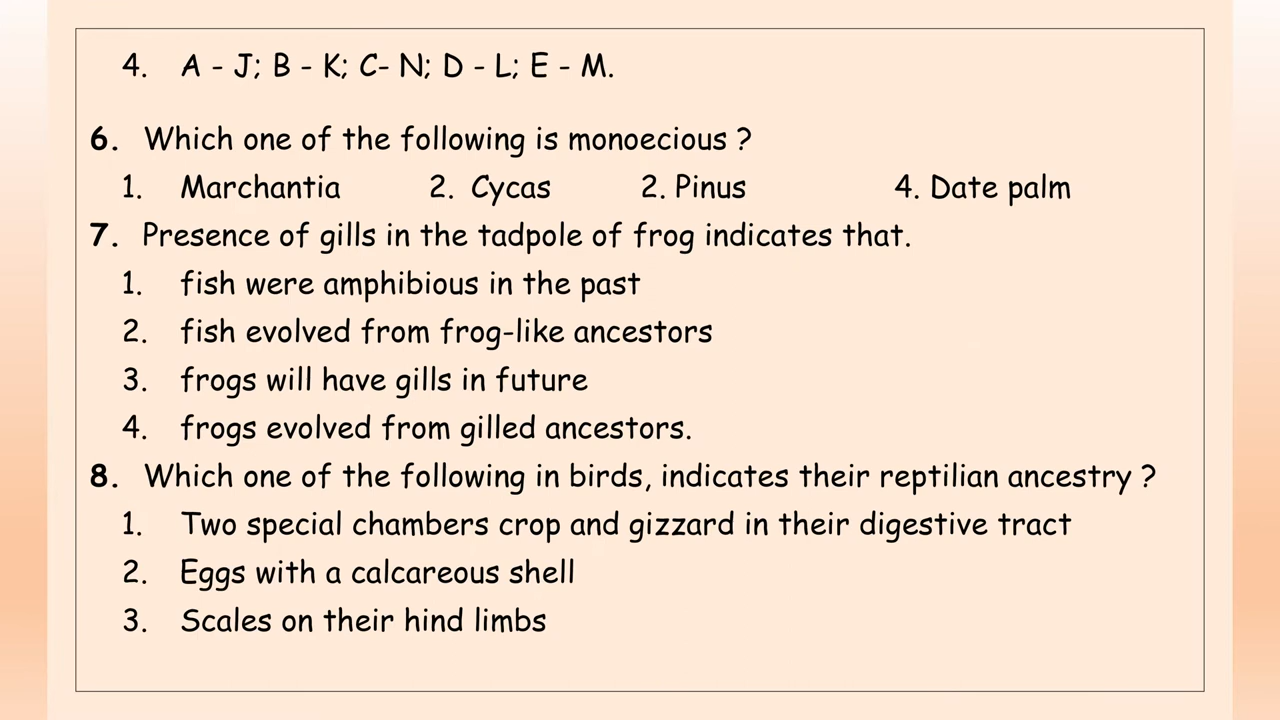 4. A - J; B - K; C- N; D - L; E - M.
6. Which one of the following is monoecious ?
1. Marchantia 2. Cycas 2. Pinus 4. Date palm
7. Presence of gills in the tadpole of frog indicates that.
1. fish were amphibious in the past
2. fish evolved from frog-like ancestors
3. frogs will have gills in future
4. frogs evolved from gilled ancestors.
8. Which one of the following in birds, indicates their reptilian ancestry ?
1. Two special chambers crop and gizzard in their digestive tract
2. Eggs with a calcareous shell
3. Scales on their hind limbs